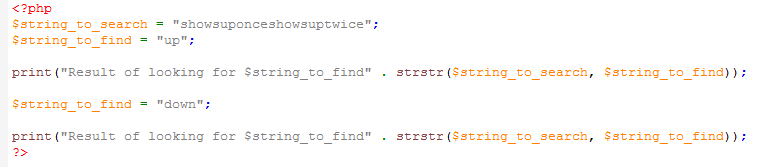 <?php
$string_to_search = "showsuponceshowsuptwice";
$string_to_find = "up";
print("Result of looking for $string_to_find" . strstr($string_to_search, $string_to_find));
$string_to_find = "down";
print("Result of looking for $string_to_find" . strstr($string_to_search, $string_to_find));
?>